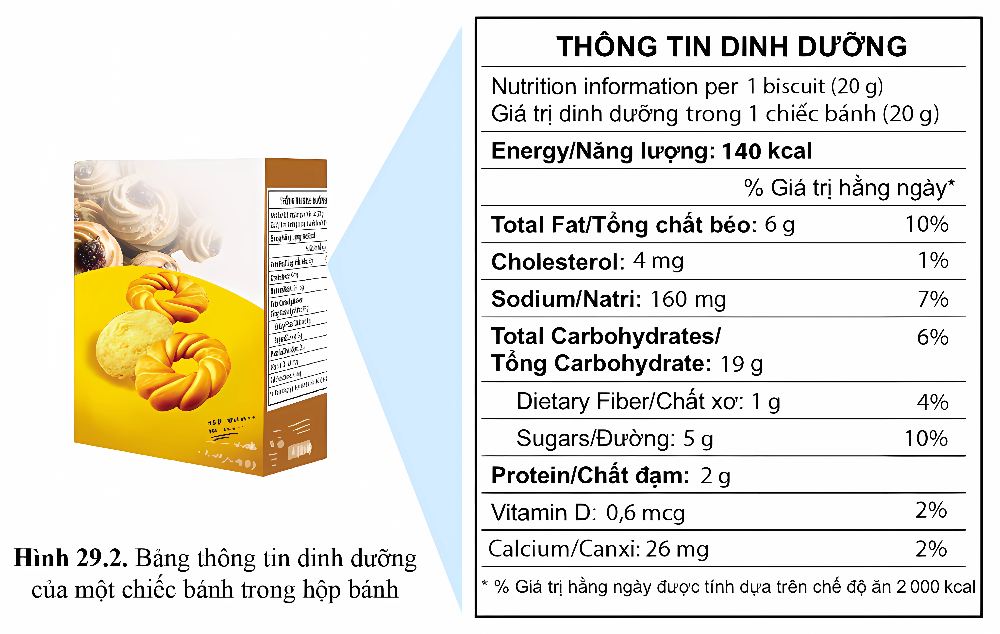 THÔNG TIN DINH DƯỠNG
Nutrition information per 1 biscuit (20 g)
Giá trị dinh dưỡng trong 1 chiếc bánh (20 g)
Energy/Năng lượng: 140 kcal
% Giá trị hằng ngày*
Total Fat/Tổng chất béo: 6 g 10%
Cholesterol: 4 mg 1%
Sodium/Natri: 160 mg 7%
Total Carbohydrates/ 6%
Tổng Carbohydrate: 19 g
Dietary Fiber/Chất xơ: 1 g 4%
Sugars/Đường: 5 g 10%
Protein/Chất đạm: 2 g
Vitamin D: 0,6 mcg 2%
Calcium/Canxi: 26 mg 2%
* % Giá trị hằng ngày được tính dựa trên chế độ ăn 2 000 kcal
Hình 29.2. Bảng thông tin dinh dưỡng
của một chiếc bánh trong hộp bánh